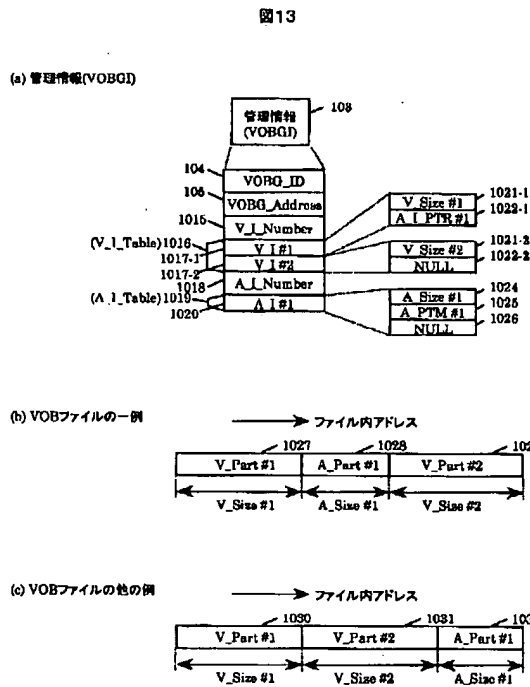 図13
(a) 管理情報(VOBGI)
管理情報
(VOBGI)
103
104
VOBG_ID
VOBG_Address
1015
V_I_Number
(V_I_Table) 1016
V_I #1
1017-1
V_I #2
1017-2
1018
A_I_Number
(A_I_Table) 1019
A_I #1
1020
V_Size #1
1021-1
A_I_PTR #1
1022-1
V_Size #2
1021-2
NULL
1022-2
A_Size #1
1024
A_PTM #1
1025
NULL
1026
(b) VOBファイルの一例
ファイル内アドレス
1027
1028
V_Part #1
A_Part #1
V_Part #2
V_Size #1
A_Size #1
V_Size #2
(c) VOBファイルの他の例
ファイル内アドレス
1030
1031
V_Part #1
V_Part #2
A_Part #1
V_Size #1
V_Size #2
A_Size #1